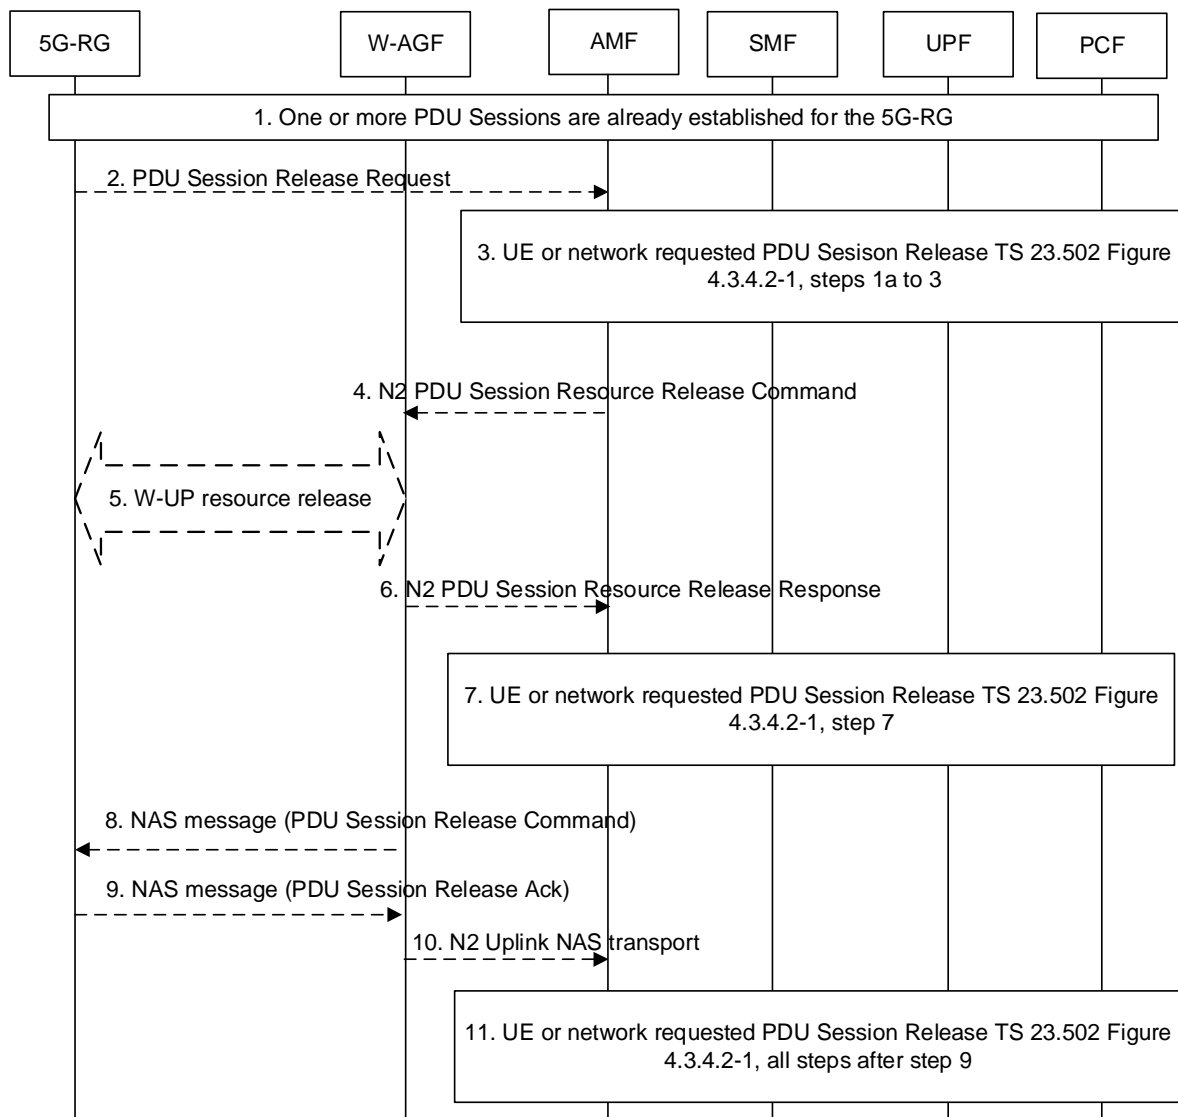 5G-RG
W-AGF
AMF
SMF
UPF
PCF
1. One or more PDU Sessions are already established for the 5G-RG
2. PDU Session Release Request
3. UE or network requested PDU Sesison Release TS 23.502 Figure
4.3.4.2-1, steps 1a to 3
4. N2 PDU Session Resource Release Command
5. W-UP resource release
6. N2 PDU Session Resource Release Response
7. UE or network requested PDU Session Release TS 23.502 Figure
4.3.4.2-1, step 7
8. NAS message (PDU Session Release Command)
9. NAS message (PDU Session Release Ack)
10. N2 Uplink NAS transport
11. UE or network requested PDU Session Release TS 23.502 Figure
4.3.4.2-1, all steps after step 9